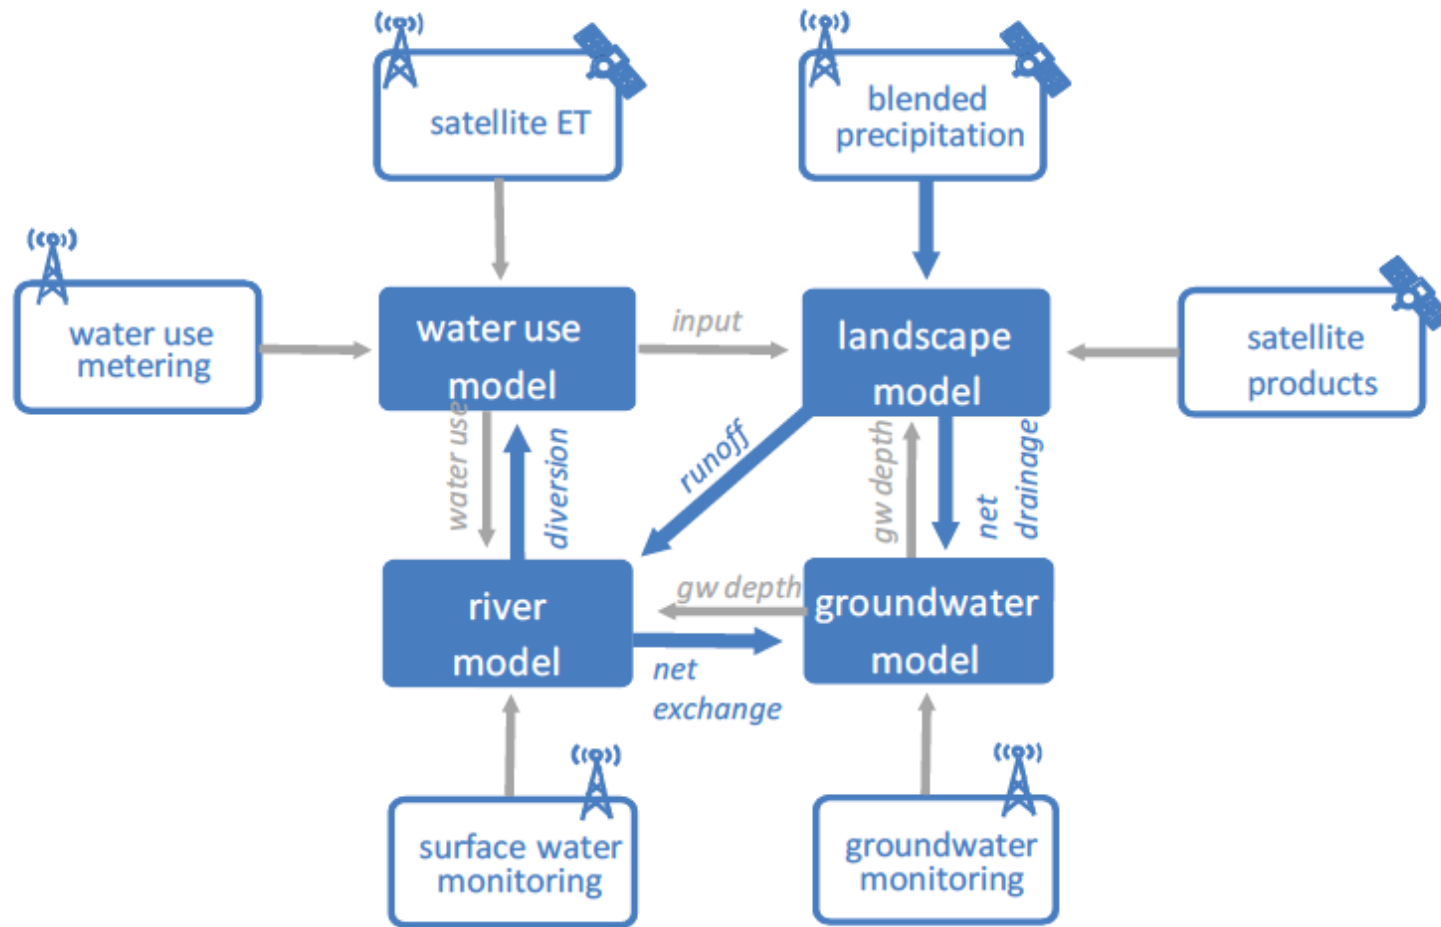 satellite ET
blended
precipitation
water use
metering
water use
model
input
landscape
model
satellite
products
water use
diversion
runoff
gw depth
net
drainage
river
model
gw depth
net
exchange
groundwater
model
surface water
monitoring
groundwater
monitoring